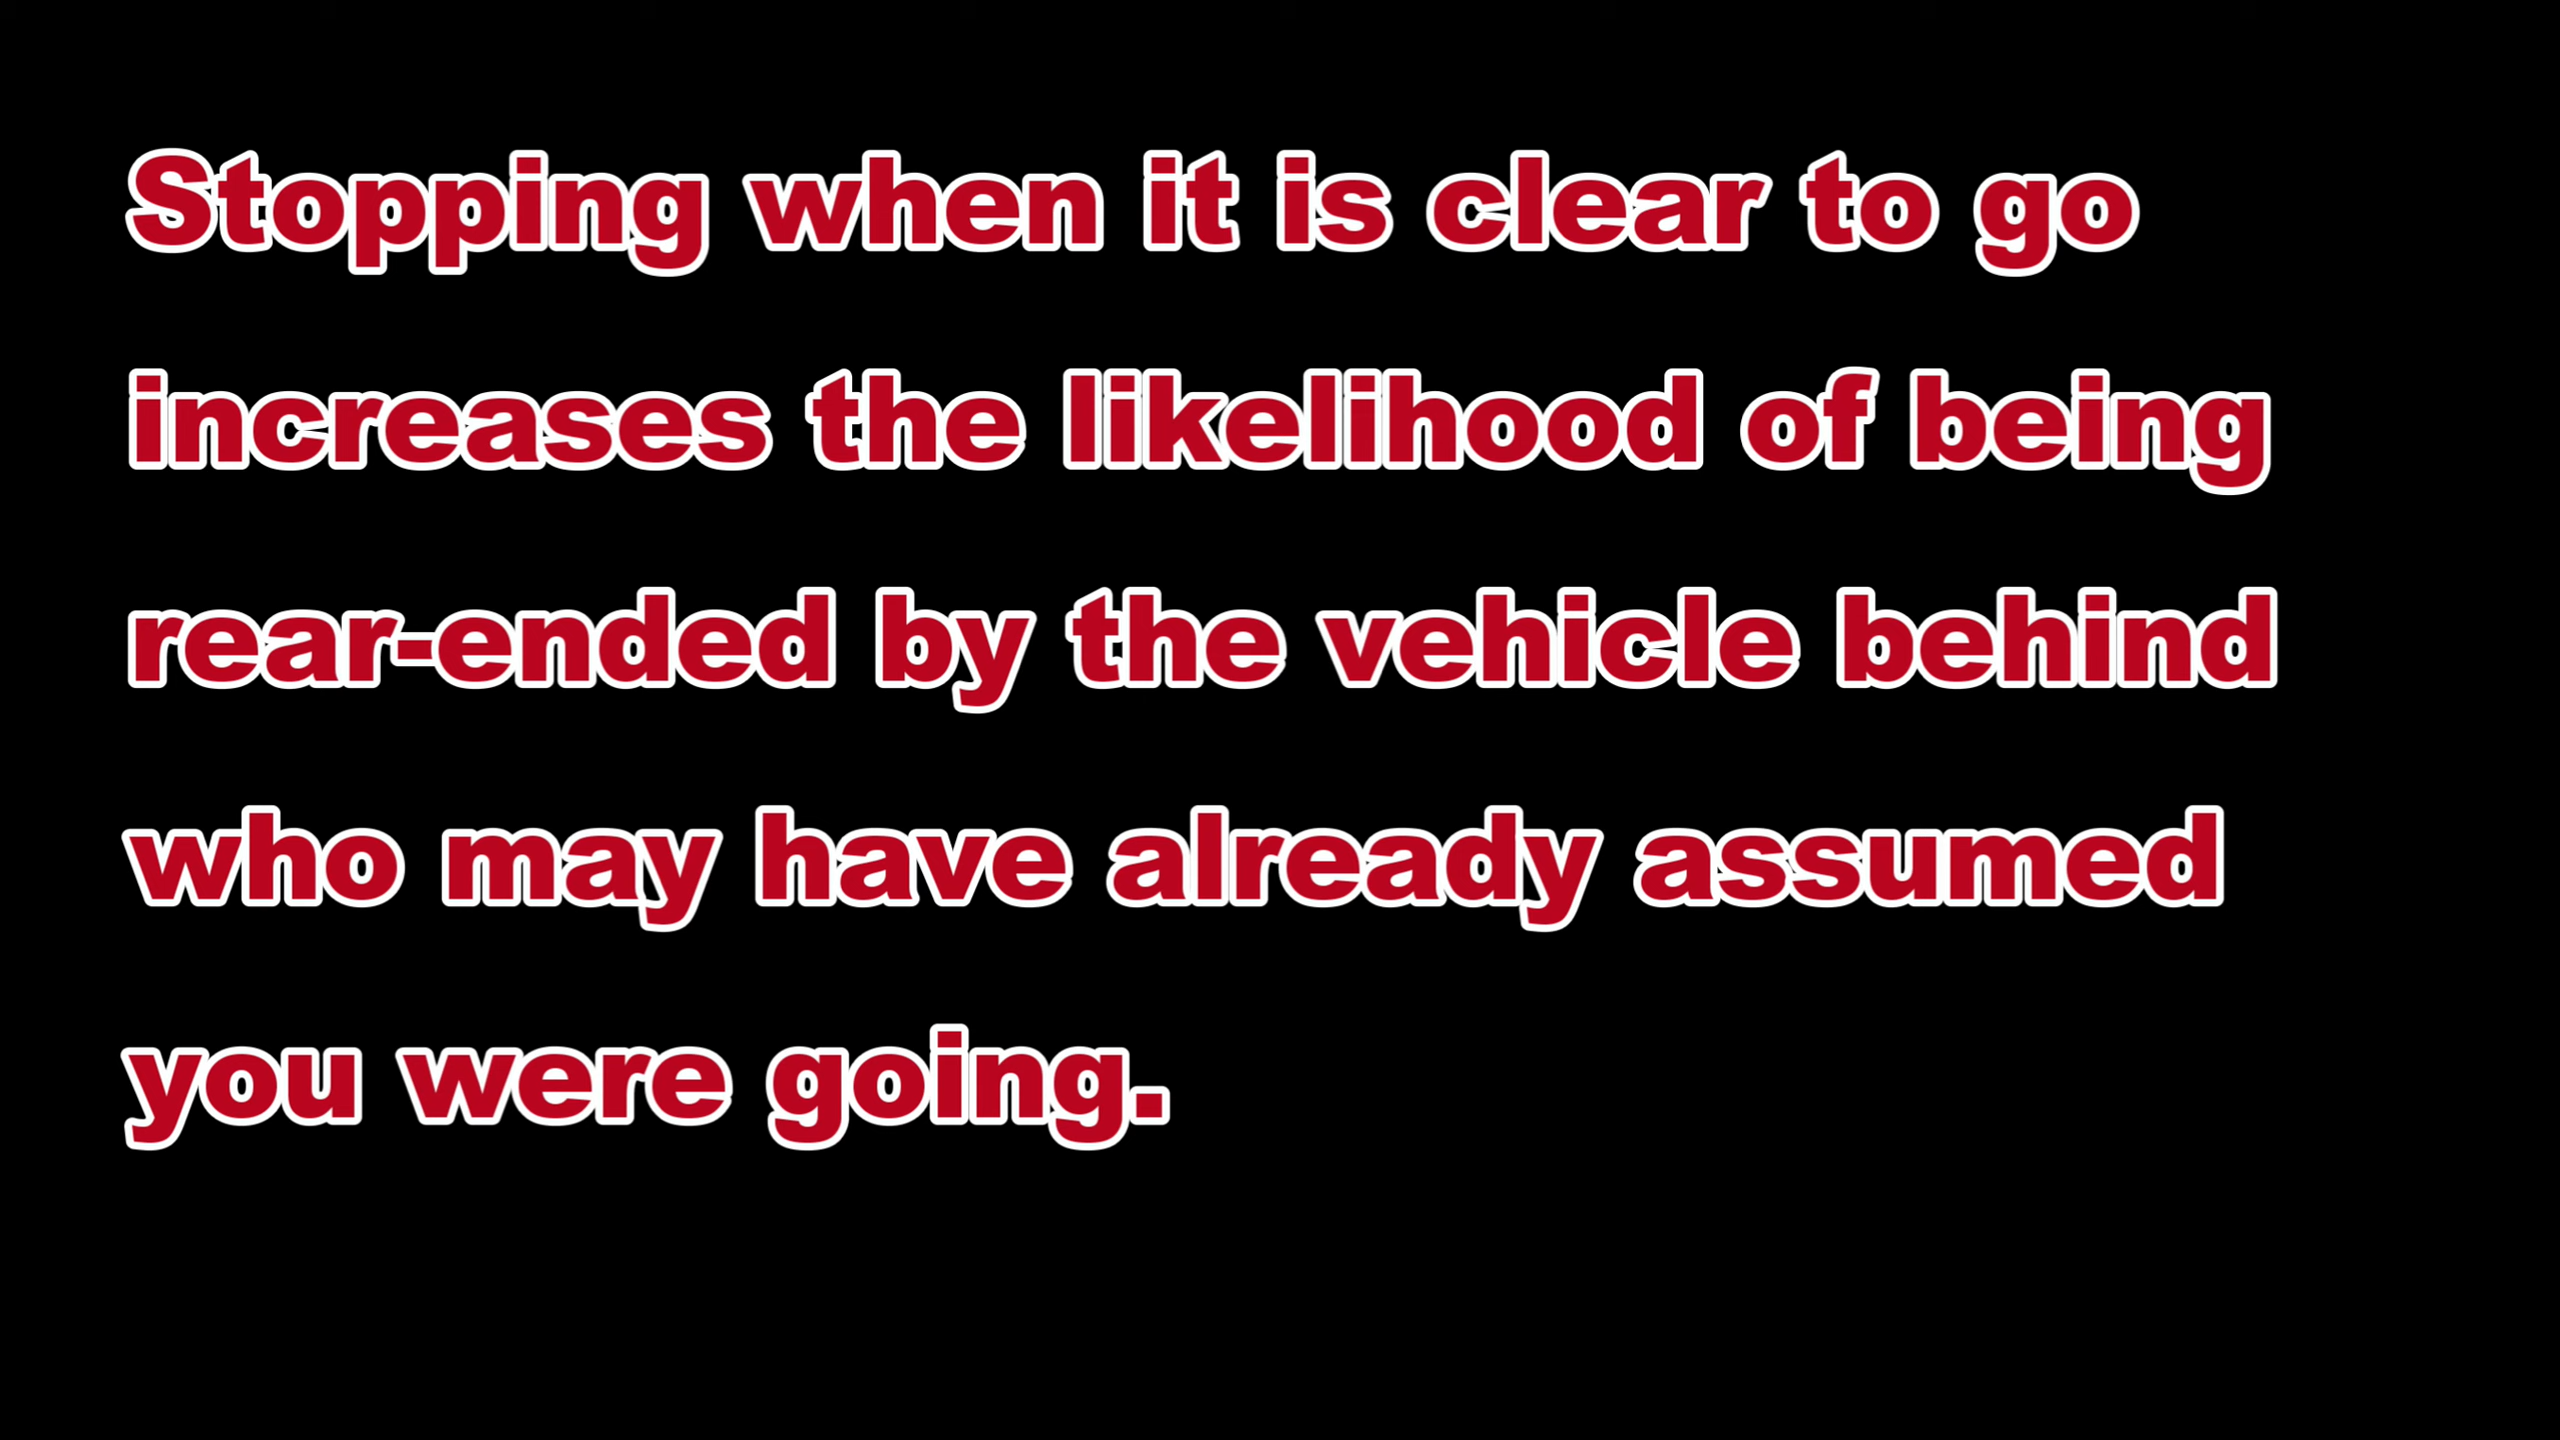 Stopping when it is clear to go
increases the likelihood of being
rear-ended by the vehicle behind
who may have already assumed
you were going.